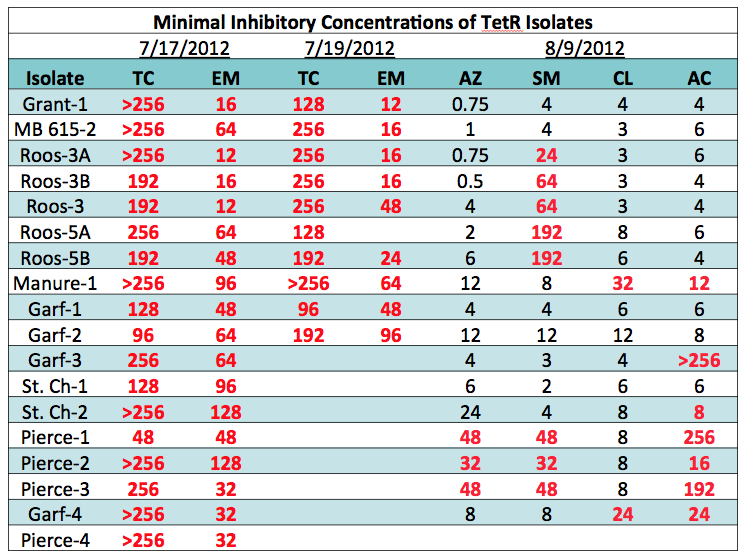 Minimal Inhibitory Concentrations of TetR Isolates
7/17/2012 7/19/2012 8/9/2012
Isolate TC EM TC EM AZ SM CL AC
Grant-1 >256 16 128 12 0.75 4 4 4
MB 615-2 >256 64 256 16 1 4 3 6
Roos-3A >256 12 256 16 0.75 24 3 6
Roos-3B 192 16 256 16 0.5 64 3 4
Roos-3 192 12 256 48 4 64 3 4
Roos-5A 256 64 128 2 192 8 6
Roos-5B 192 48 192 24 6 192 6 4
Manure-1 >256 96 >256 64 12 8 32 12
Garf-1 128 48 96 48 4 4 6 6
Garf-2 96 64 192 96 12 12 12 8
Garf-3 256 64 4 3 4 >256
St. Ch-1 128 96 6 2 6 6
St. Ch-2 >256 128 24 4 8 8
Pierce-1 48 48 48 48 8 256
Pierce-2 >256 128 32 32 8 16
Pierce-3 256 32 48 48 8 192
Garf-4 >256 32 8 8 24 24
Pierce-4 >256 32